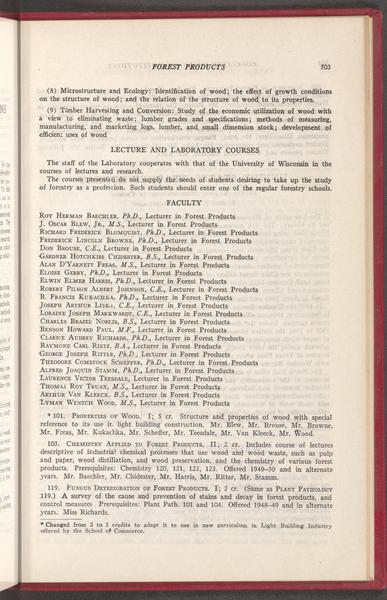 FOREST PRODUCTS 503
(8) Microstructure and Ecology: Identification of wood; the effect of growth conditions
on the structure of wood; and the relation of the structure of wood to its properties.
(9) Timber Harvesting and Conversion: Study of the economic utilization of wood with
a view to eliminating waste; lumber grades and specifications; methods of measuring,
manufacturing, and marketing logs, lumber, and small dimension stock; development of
efficient uses of wood
LECTURE AND LABORATORY COURSES
The staff of the Laboratory cooperates with that of the University of Wisconsin in the
courses of lectures and research.
The courses presented do not supply the needs of students desiring to take up the study
of forestry as a profession. Such students should enter one of the regular forestry schools.
FACULTY
ROY HERMAN BAECHLER, Ph.D., Lecturer in Forest Products
J. OSCAR BLEW, JR., M.S., Lecturer in Forest Products
RICHARD FREDERICK BLOMQUIST, Ph.D., Lecturer in Forest Products
FREDERICK LINCOLN BROWNE, Ph.D., Lecturer in Forest Products
DON BROUSE, C.E., Lecturer in Forest Products
GARDNER HOTCHKISS CHIDESTER, B.S., Lecturer in Forest Products
ALAN D'YARNETT FREAS, M.S., Lecturer in Forest Products
ELOISE GERRY, Ph.D., Lecturer in Forest Products
ELWIN ELMER HARRIS, Ph.D., Lecturer in Forest Products
ROBERT PILSON ALBERT JOHNSON, C.E., Lecturer in Forest Products
B. FRANCIS KUKACHKA, Ph.D., Lecturer in Forest Products
JOSEPH ARTHUR LISKA, C.E., Lecturer in Forest Products
LORAINE JOSEPH MARKWARDT, C.E., Lecturer in Forest Products
CHARLES BRAZER NORRIS, B.S., Lecturer in Forest Products
BENSON HOWARD PAUL, M.F., Lecturer in Forest Products
CLARICE AUDREY RICHARDS, Ph.D., Lecturer in Forest Products
RAYMOND CARL RIETZ, B.A., Lecturer in Forest Products
GEORGE JOSEPH RITTER, Ph.D., Lecturer in Forest Products
THEODORE COMSTOCK SCHEFFER, Ph.D., Lecturer in Forest Products
ALFRED JOAQUIN STAMM, Ph.D., Lecturer in Forest Products
LAURENCE VICTOR TEESDALE, Lecturer in Forest Products
THOMAS ROY TRUAX, M.S., Lecturer in Forest Products
ARTHUR VAN KLEECK, B.S., Lecturer in Forest Products
LYMAN WENTCH WOOD, M.S., Lecturer in Forest Products
* 101. PROPERTIES OF WOOD. I; 5 cr. Structure and properties of wood with special
reference to its use in light building construction. Mr. Blew, Mr. Brouse, Mr. Browne,
Mr. Freas, Mr. Kukachka, Mr. Scheffer, Mr. Teesdale, Mr. Van Kleeck, Mr. Wood.
103. CHEMISTRY APPLIED TO FOREST PRODUCTS. II; 2 cr. Includes course of lectures
descriptive of industrial chemical processes that use wood and wood waste, such as pulp
and paper, wood distillation, and wood preservation, and the chemistry of various forest
products. Prerequisites: Chemistry 120, 121, 122, 123. Offered 1949–50 and in alternate
years. Mr. Baechler, Mr. Chidester, Mr. Harris, Mr. Ritter, Mr. Stamm.
119. FUNGUS DETERIORATION OF FOREST PRODUCTS. I; 2 cr. (Same as PLANT PATHOLOGY
119.) A survey of the cause and prevention of stains and decay in forest products, and
control measures Prerequisites: Plant Path. 101 and 104. Offered 1948–49 and in alternate
years. Miss Richards.
* Changed from 2 to 5 credits to adapt it to use in new curriculum in Light Building Industry
offered by the School of Commerce.